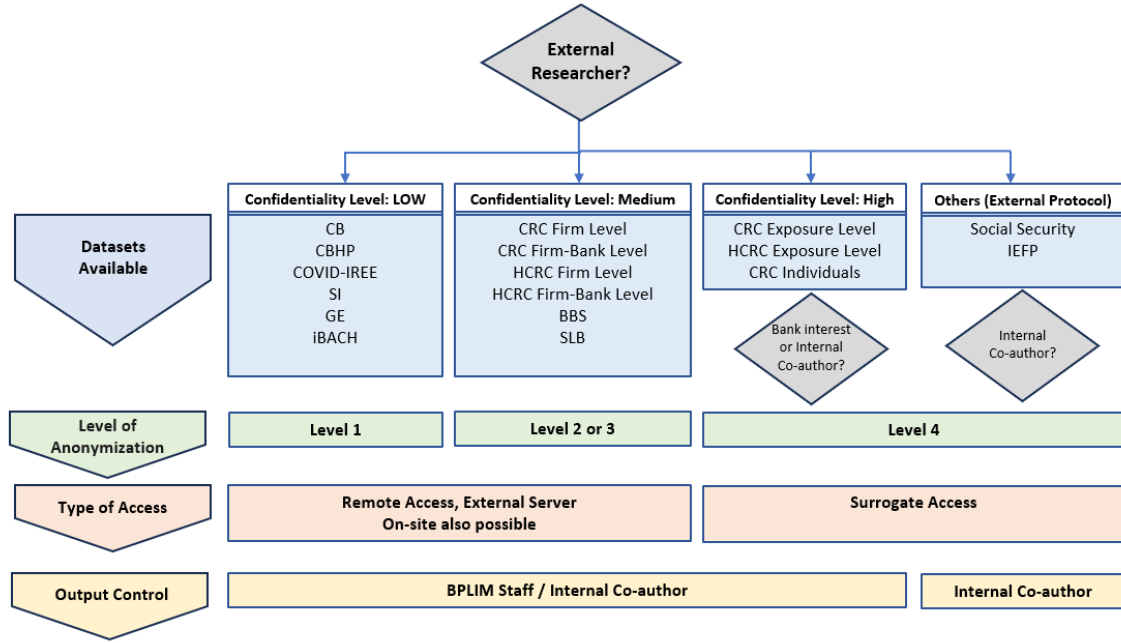 External
Researcher?
Confidentiality Level: LOW
Confidentiality Level: Medium
Confidentiality Level: High
Others (External Protocol)
Datasets
Available
CB
CBHP
COVID-IREE
SI
GE
iBACH
CRC Firm Level
CRC Firm-Bank Level
HCRC Firm Level
HCRC Firm-Bank Level
BBS
SLB
CRC Exposure Level
HCRC Exposure Level
CRC Individuals
Bank interest
or Internal
Co-author?
Social Security
IEFP
Internal
Co-author?
Level of
Anonymization
Level 1
Level 2 or 3
Level 4
Type of Access
Remote Access, External Server
On-site also possible
Surrogate Access
Output Control
BPLIM Staff / Internal Co-author
Internal Co-author